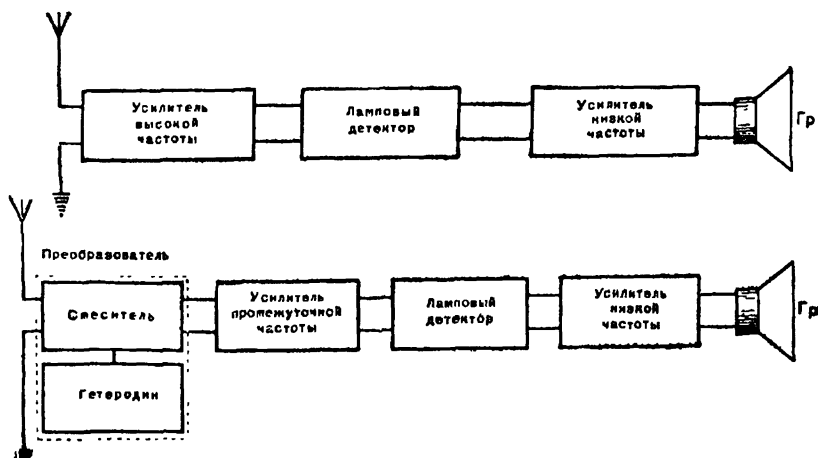 Усилитель
высокой
частоты
Ламповый
детектор
Усилитель
низкой
частоты
Гр
Преобразователь
Смеситель
Гетеродин
Усилитель
промежуточной
частоты
Ламповый
детектор
Усилитель
низкой
частоты
Гр